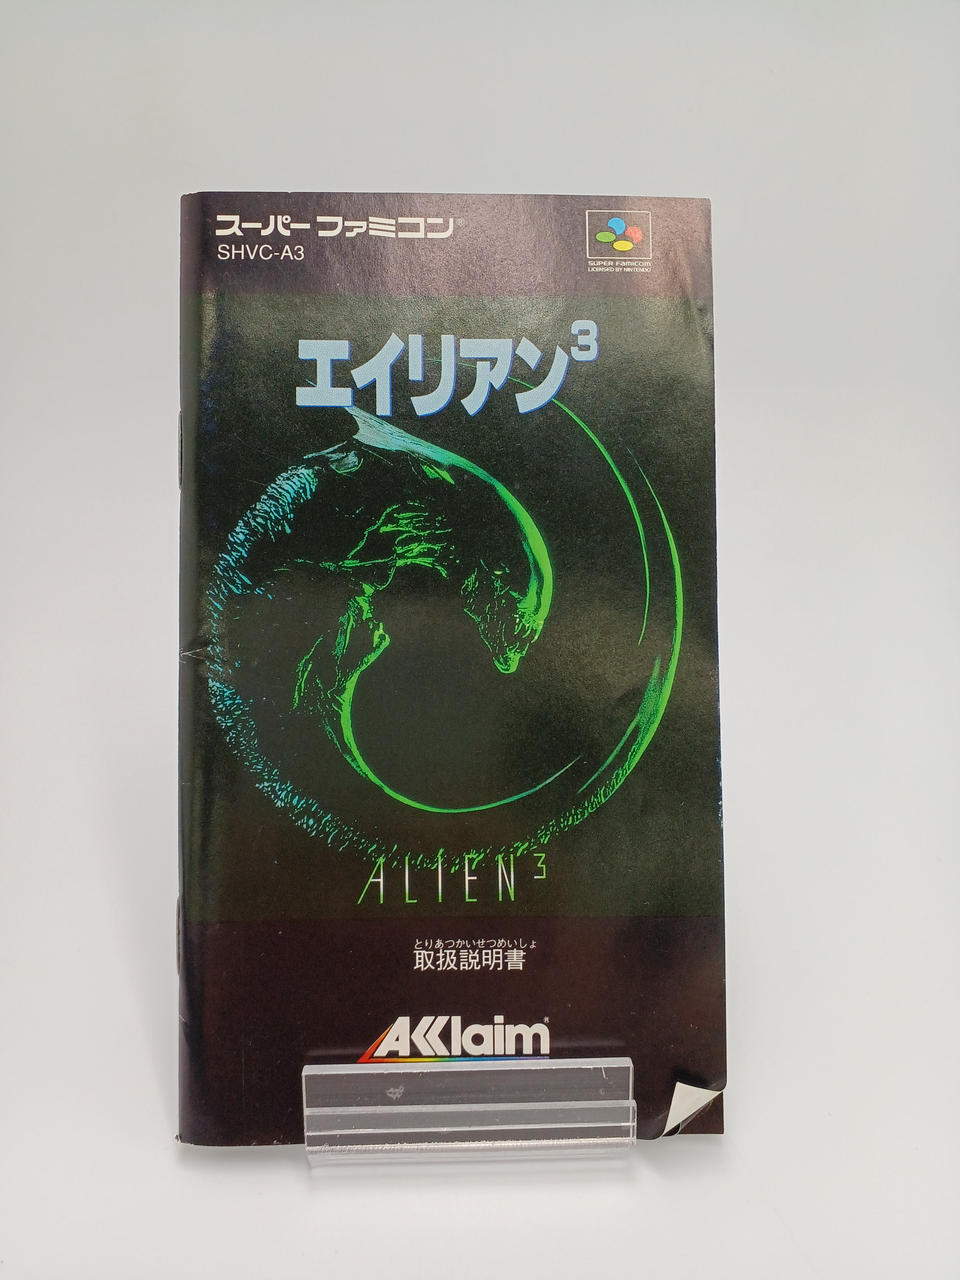 スーパーファミコン®
SHVC-A3
SUPER FAMICOM
LICENSED BY NINTENDO
エイリアン³
ALIEN³
とりあつかいせつめいしょ
取扱説明書
AKKlaim®